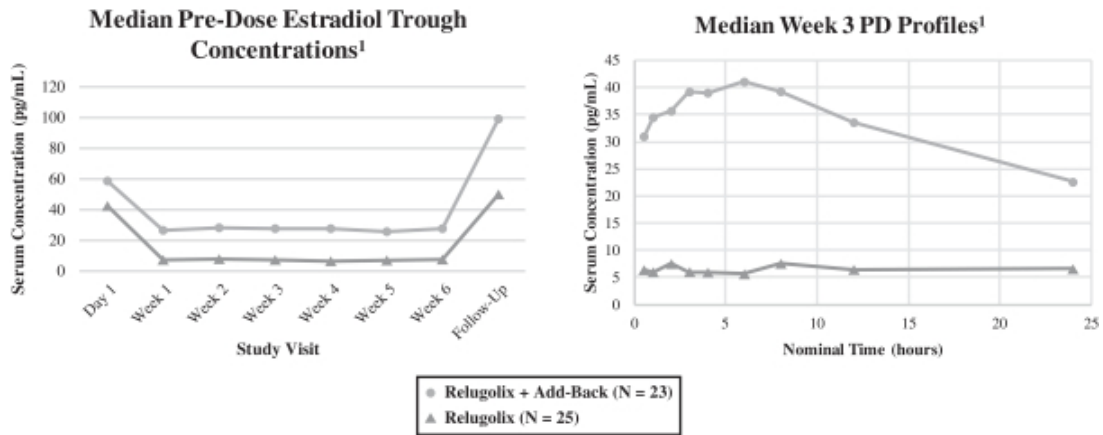 Median Pre-Dose Estradiol Trough
Concentrations¹
Serum Concentration (pg/mL)
120
100
80
60
40
20
0
Day 1
Week 1
Week 2
Week 3
Week 4
Week 5
Week 6
Follow-Up
Study Visit
Median Week 3 PD Profiles¹
Serum Concentration (pg/mL)
45
40
35
30
25
20
15
10
5
0
0
5
10
15
20
25
Nominal Time (hours)
Relugolix + Add-Back (N = 23)
Relugolix (N = 25)